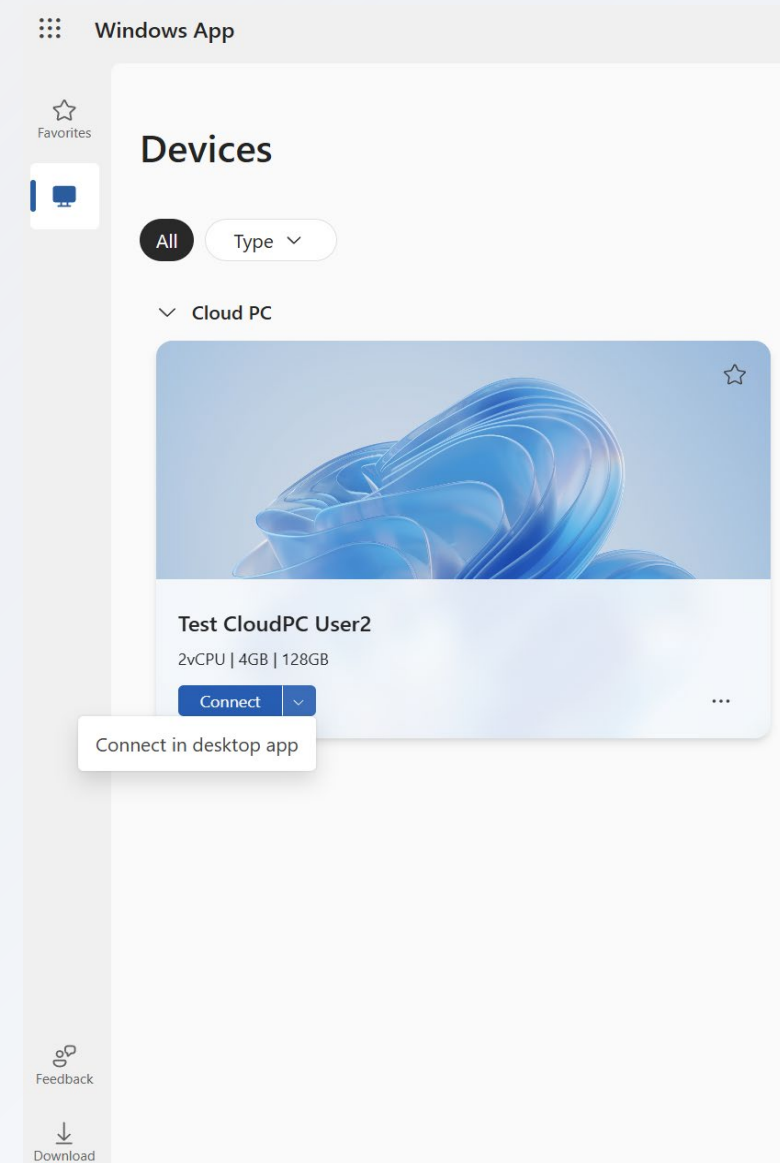 Windows App
Favorites
Devices
All
Type
Cloud PC
Test CloudPC User2
2vCPU | 4GB | 128GB
Connect
Connect in desktop app
Feedback
Download